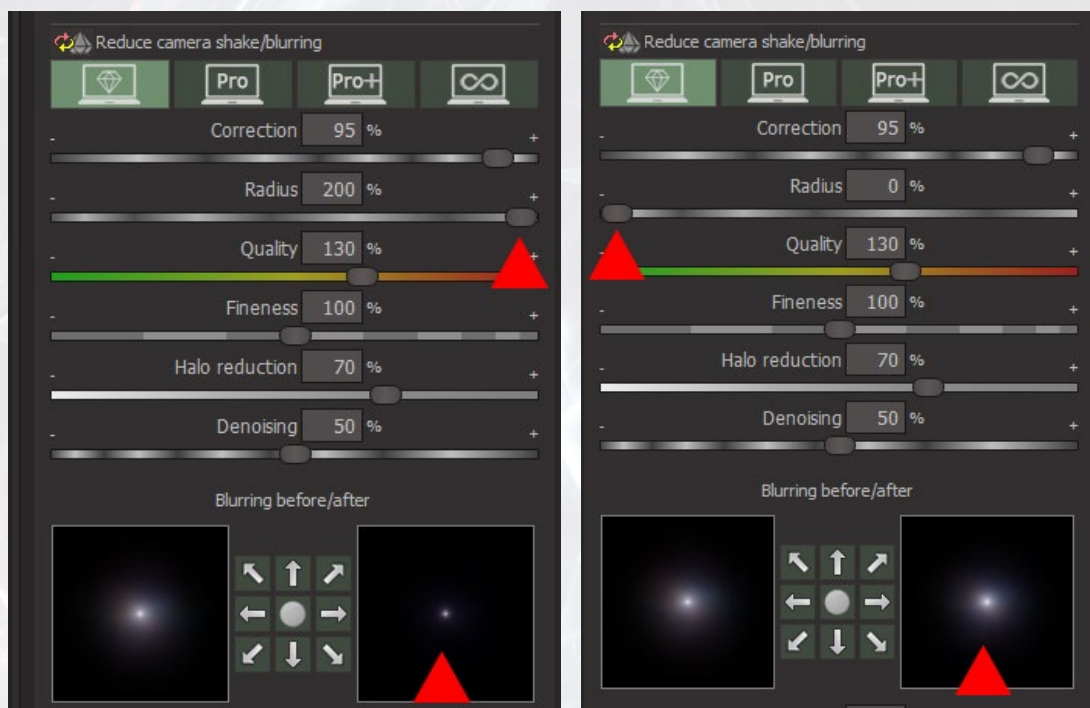 Reduce camera shake/blurring
Pro Pro+
- Correction 95 % +
- Radius 200 % +
- Quality 130 % +
- Fineness 100 % +
- Halo reduction 70 % +
- Denoising 50 % +
Blurring before/after
Reduce camera shake/blurring
Pro Pro+
- Correction 95 % +
- Radius 0 % +
- Quality 130 % +
- Fineness 100 % +
- Halo reduction 70 % +
- Denoising 50 % +
Blurring before/after